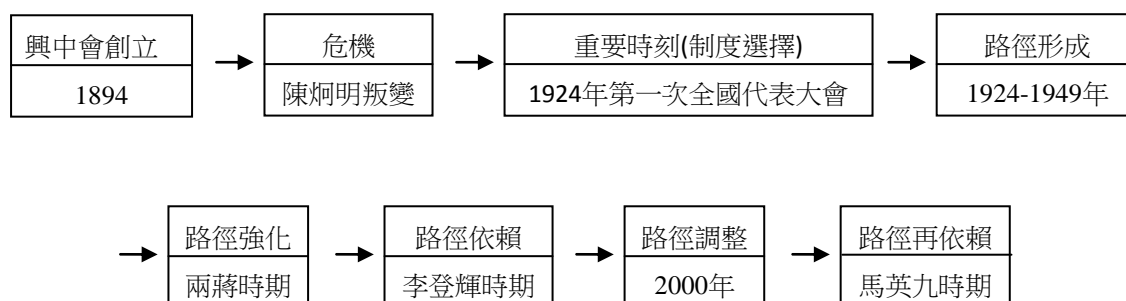 興中會創立
1894
危機
陳炯明叛變
重要時刻(制度選擇)
1924年第一次全國代表大會
路徑形成
1924-1949年
路徑強化
兩蔣時期
路徑依賴
李登輝時期
路徑調整
2000年
路徑再依賴
馬英九時期